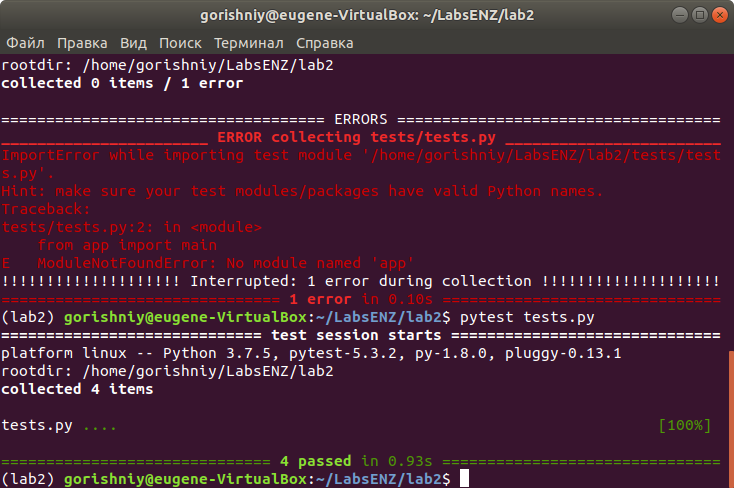 gorishniy@eugene-VirtualBox: ~/LabsENZ/lab2
Файл Правка Вид Поиск Терминал Справка
rootdir: /home/gorishniy/LabsENZ/lab2
collected 0 items / 1 error
==================================== ERRORS ====================================
_______________________ ERROR collecting tests/tests.py ________________________
ImportError while importing test module '/home/gorishniy/LabsENZ/lab2/tests/test
s.py'.
Hint: make sure your test modules/packages have valid Python names.
Traceback:
tests/tests.py:2: in <module>
    from app import main
E   ModuleNotFoundError: No module named 'app'
!!!!!!!!!!!!!!!!!!!! Interrupted: 1 error during collection !!!!!!!!!!!!!!!!!!!!
=============================== 1 error in 0.10s ===============================
(lab2) gorishniy@eugene-VirtualBox:~/LabsENZ/lab2$ pytest tests.py
============================= test session starts ==============================
platform linux -- Python 3.7.5, pytest-5.3.2, py-1.8.0, pluggy-0.13.1
rootdir: /home/gorishniy/LabsENZ/lab2
collected 4 items
tests.py .... [100%]
============================== 4 passed in 0.93s ===============================
(lab2) gorishniy@eugene-VirtualBox:~/LabsENZ/lab2$